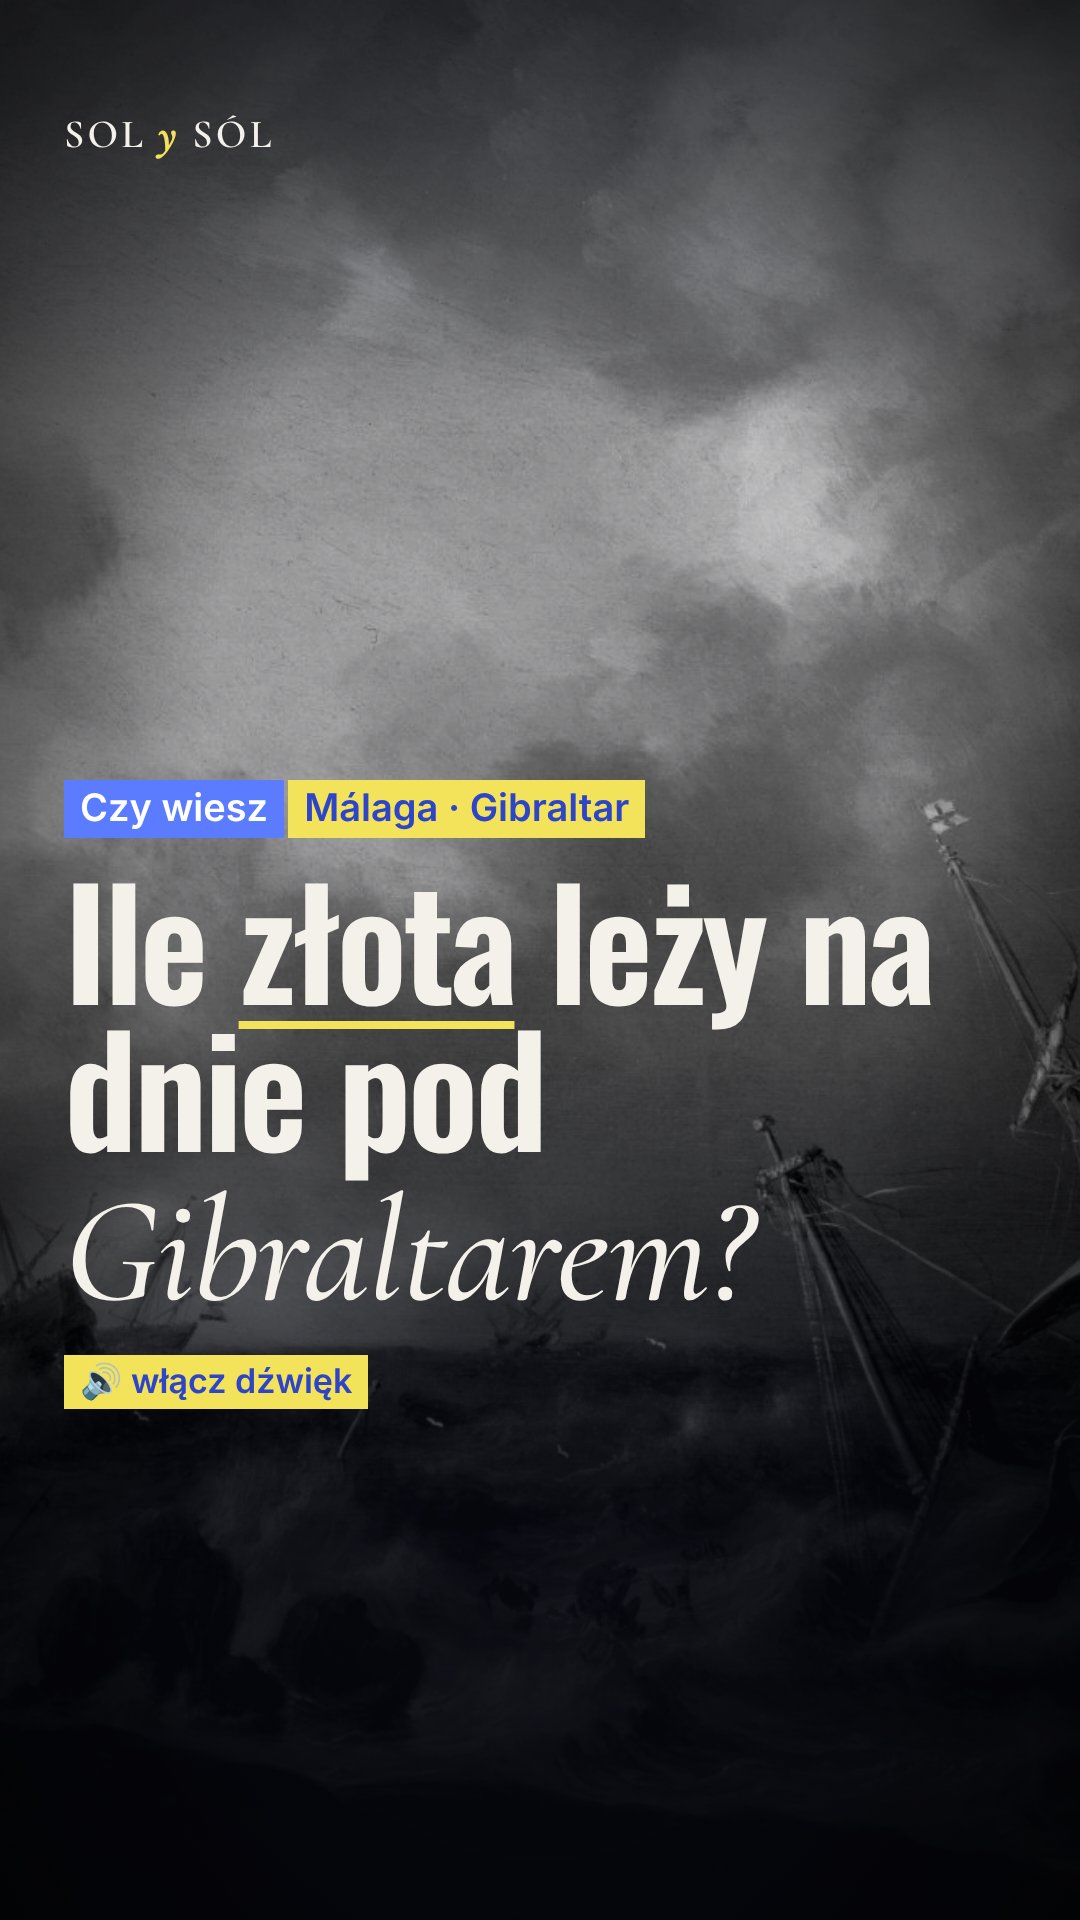 SOL y SÓL
Czy wiesz Málaga · Gibraltar
Ile złota leży na
dnie pod
Gibraltarem?
🔊 włącz dźwięk